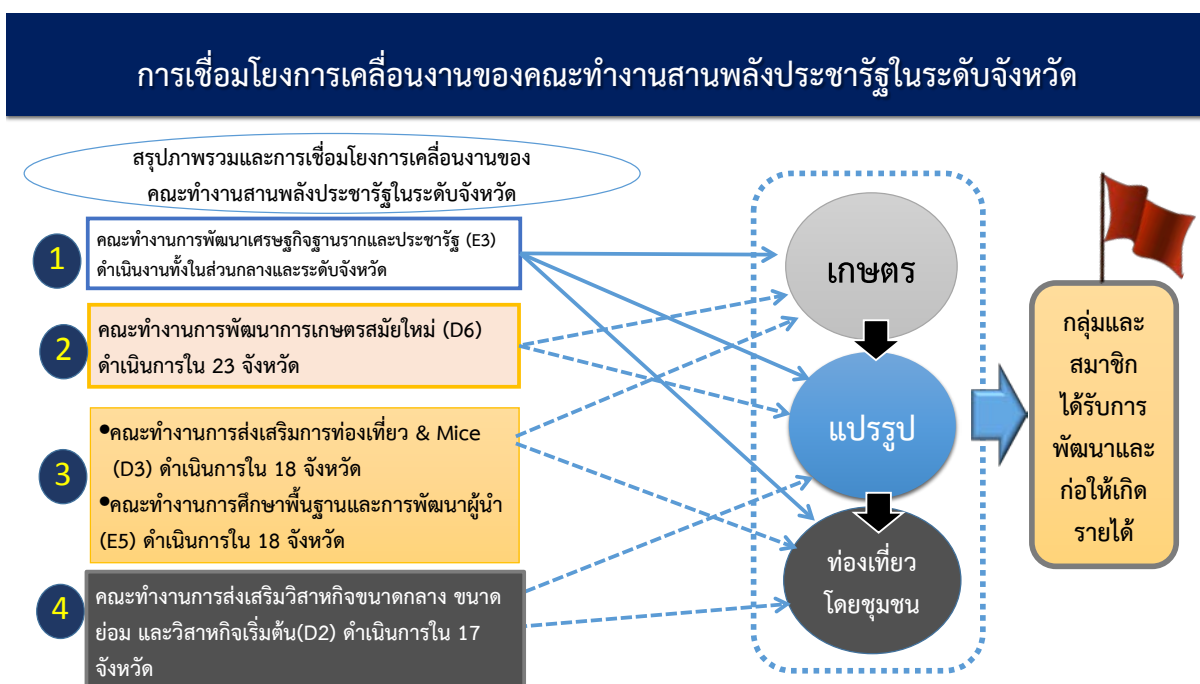 การเชื่อมโยงการเคลื่อนงานของคณะทำงานสานพลังประชารัฐในระดับจังหวัด
สรุปภาพรวมและการเชื่อมโยงการเคลื่อนงานของ
คณะทำงานสานพลังประชารัฐในระดับจังหวัด
1
คณะทำงานการพัฒนาเศรษฐกิจฐานรากและประชารัฐ (E3)
ดำเนินงานทั้งในส่วนกลางและระดับจังหวัด
2
คณะทำงานการพัฒนาการเกษตรสมัยใหม่ (D6)
ดำเนินการใน 23 จังหวัด
3
•คณะทำงานการส่งเสริมการท่องเที่ยว & Mice
(D3) ดำเนินการใน 18 จังหวัด
•คณะทำงานการศึกษาพื้นฐานและการพัฒนาผู้นำ
(E5) ดำเนินการใน 18 จังหวัด
4
คณะทำงานการส่งเสริมวิสาหกิจขนาดกลาง ขนาด
ย่อม และวิสาหกิจเริ่มต้น(D2) ดำเนินการใน 17
จังหวัด
เกษตร
แปรรูป
ท่องเที่ยว
โดยชุมชน
กลุ่มและ
สมาชิก
ได้รับการ
พัฒนาและ
ก่อให้เกิด
รายได้